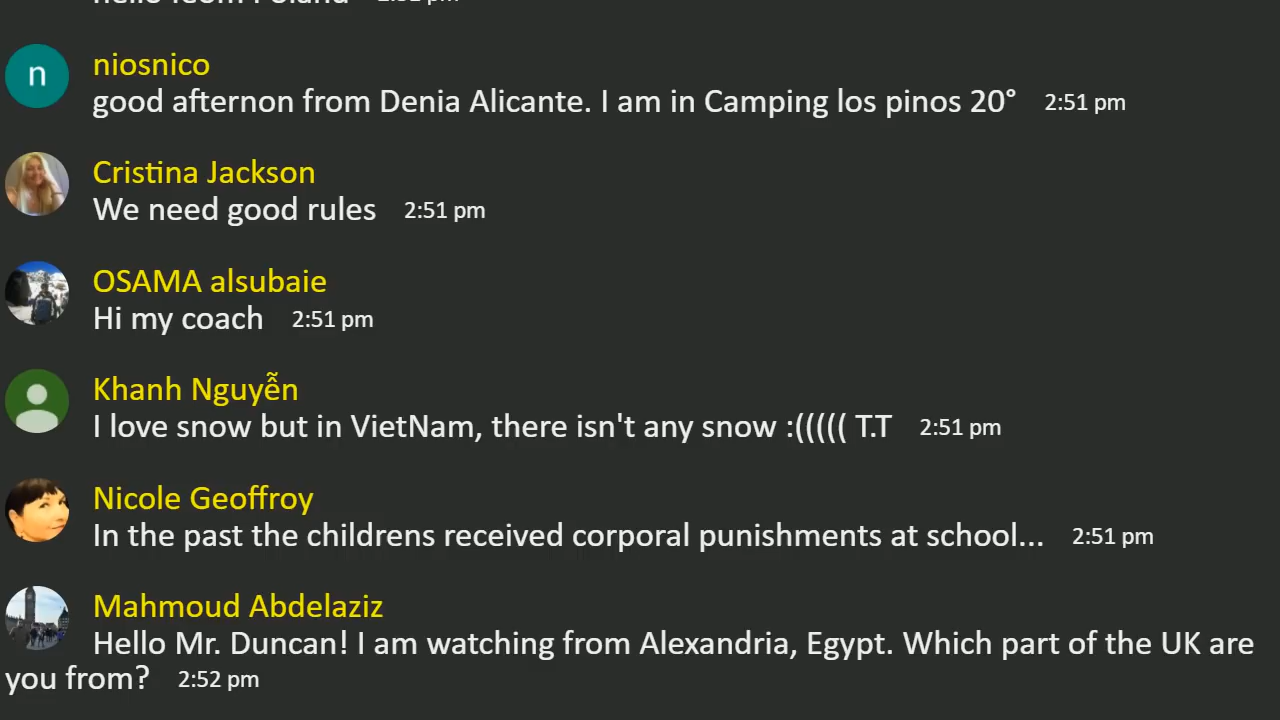 n
niosnico
good afternon from Denia Alicante. I am in Camping los pinos 20° 2:51 pm
Cristina Jackson
We need good rules 2:51 pm
OSAMA alsubaie
Hi my coach 2:51 pm
Khanh Nguyễn
I love snow but in VietNam, there isn't any snow :((((( T.T 2:51 pm
Nicole Geoffroy
In the past the childrens received corporal punishments at school... 2:51 pm
Mahmoud Abdelaziz
Hello Mr. Duncan! I am watching from Alexandria, Egypt. Which part of the UK are
you from? 2:52 pm